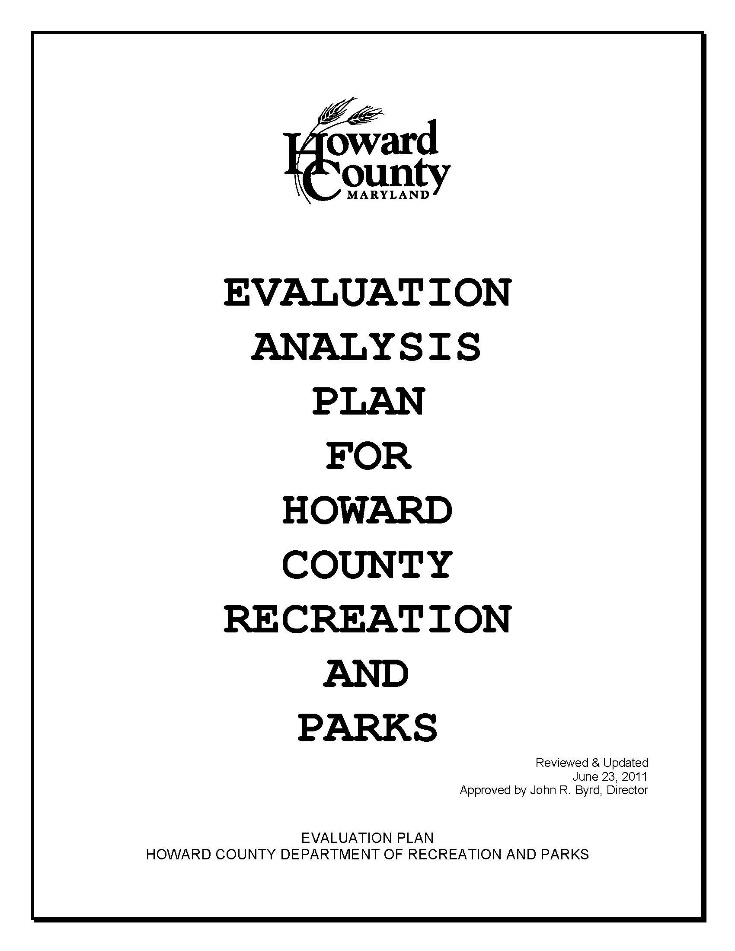 Howard
County
MARYLAND
EVALUATION
ANALYSIS
PLAN
FOR
HOWARD
COUNTY
RECREATION
AND
PARKS
Reviewed & Updated
June 23, 2011
Approved by John R. Byrd, Director
EVALUATION PLAN
HOWARD COUNTY DEPARTMENT OF RECREATION AND PARKS